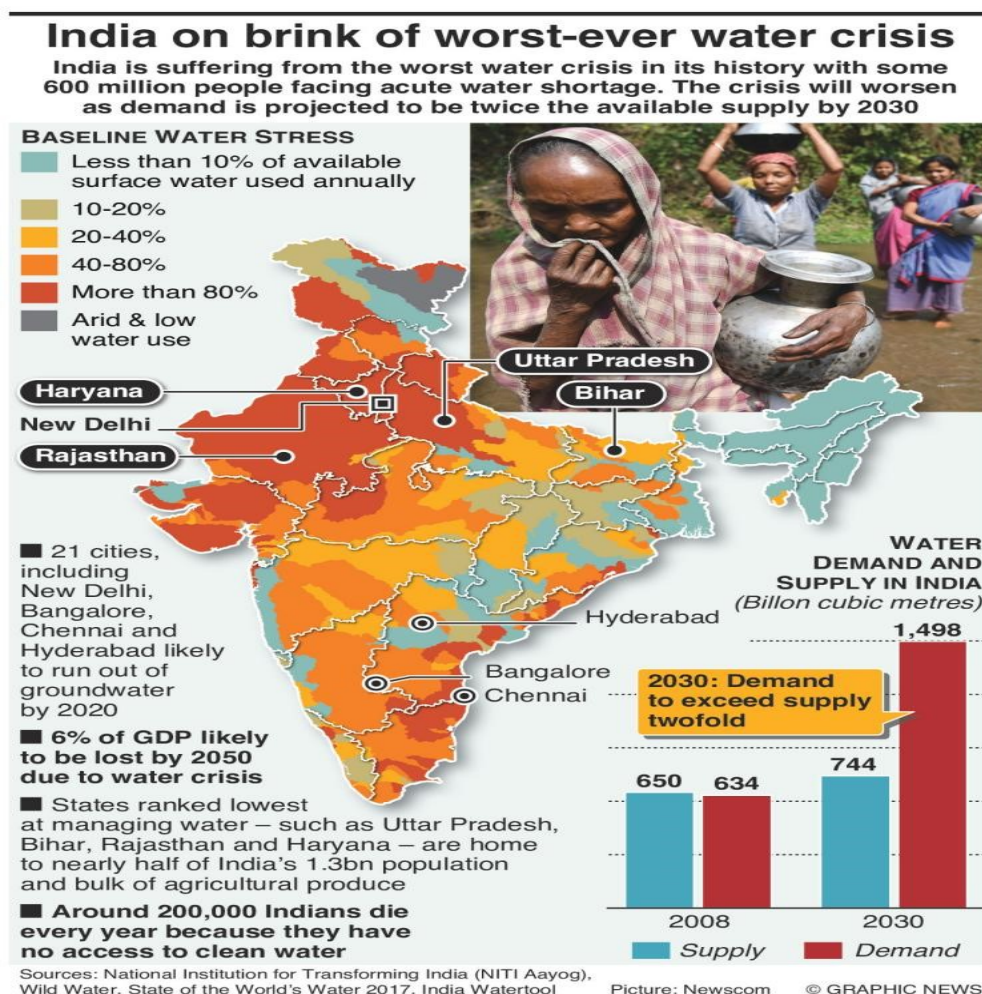 India on brink of worst-ever water crisis
India is suffering from the worst water crisis in its history with some
600 million people facing acute water shortage. The crisis will worsen
as demand is projected to be twice the available supply by 2030
BASELINE WATER STRESS
Less than 10% of available
surface water used annually
10-20%
20-40%
40-80%
More than 80%
Arid & low
water use
Uttar Pradesh
Haryana
Bihar
New Delhi
Rajasthan
Hyderabad
Bangalore
Chennai
■ 21 cities,
including
New Delhi,
Bangalore,
Chennai and
Hyderabad likely
to run out of
groundwater
by 2020
■ 6% of GDP likely
to be lost by 2050
due to water crisis
■ States ranked lowest
at managing water – such as Uttar Pradesh,
Bihar, Rajasthan and Haryana – are home
to nearly half of India's 1.3bn population
and bulk of agricultural produce
■ Around 200,000 Indians die
every year because they have
no access to clean water
WATER
DEMAND AND
SUPPLY IN INDIA
(Billon cubic metres)
1,498
2030: Demand
to exceed supply
twofold
650 634 744
2008 2030
Supply Demand
Sources: National Institution for Transforming India (NITI Aayog),
Wild Water, State of the World's Water 2017, India Watertool
Picture: Newscom © GRAPHIC NEWS